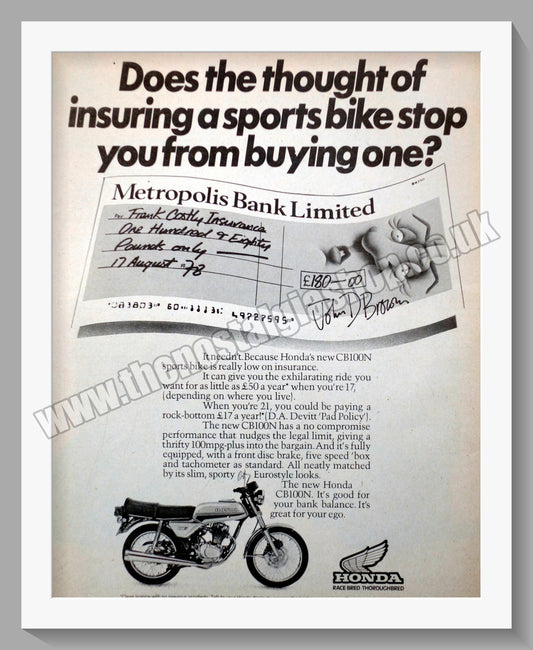 Does the thought of
insuring a sports bike stop
you from buying one?
Metropolis Bank Limited
Frank Costly Insurance
One Hundred & Eighty
Pounds only
17 August 78
£180—00
John D Brown
www.thenostalgiashop.co.uk
It needn't. Because Honda's new CB100N
sports bike is really low on insurance.
It can give you the exhilarating ride you
want for as little as £50 a year* when you're 17,
(depending on where you live).
When you're 21, you could be paying a
rock-bottom £17 a year!*(D.A. Devitt 'Pad Policy').
The new CB100N has a no compromise
performance that nudges the legal limit, giving a
thrifty 100mpg-plus into the bargain. And it's fully
equipped, with a front disc brake, five speed 'box
and tachometer as standard. All neatly matched
by its slim, sporty Eurostyle looks.
The new Honda
CB100N. It's good for
your bank balance. It's
great for your ego.
HONDA
RACE BRED THOROUGHBRED